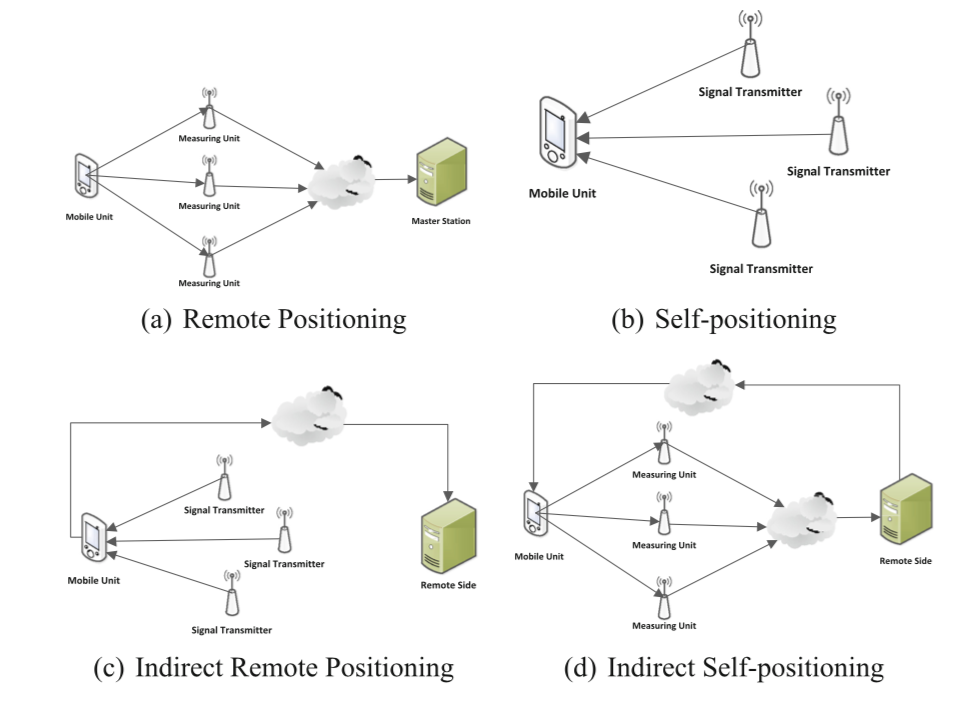 Measuring Unit
Measuring Unit
Mobile Unit
Master Station
Measuring Unit
(a) Remote Positioning
Signal Transmitter
Signal Transmitter
Mobile Unit
Signal Transmitter
(b) Self-positioning
Signal Transmitter
Signal Transmitter
Mobile Unit
Remote Side
Signal Transmitter
(c) Indirect Remote Positioning
Measuring Unit
Measuring Unit
Mobile Unit
Remote Side
Measuring Unit
(d) Indirect Self-positioning